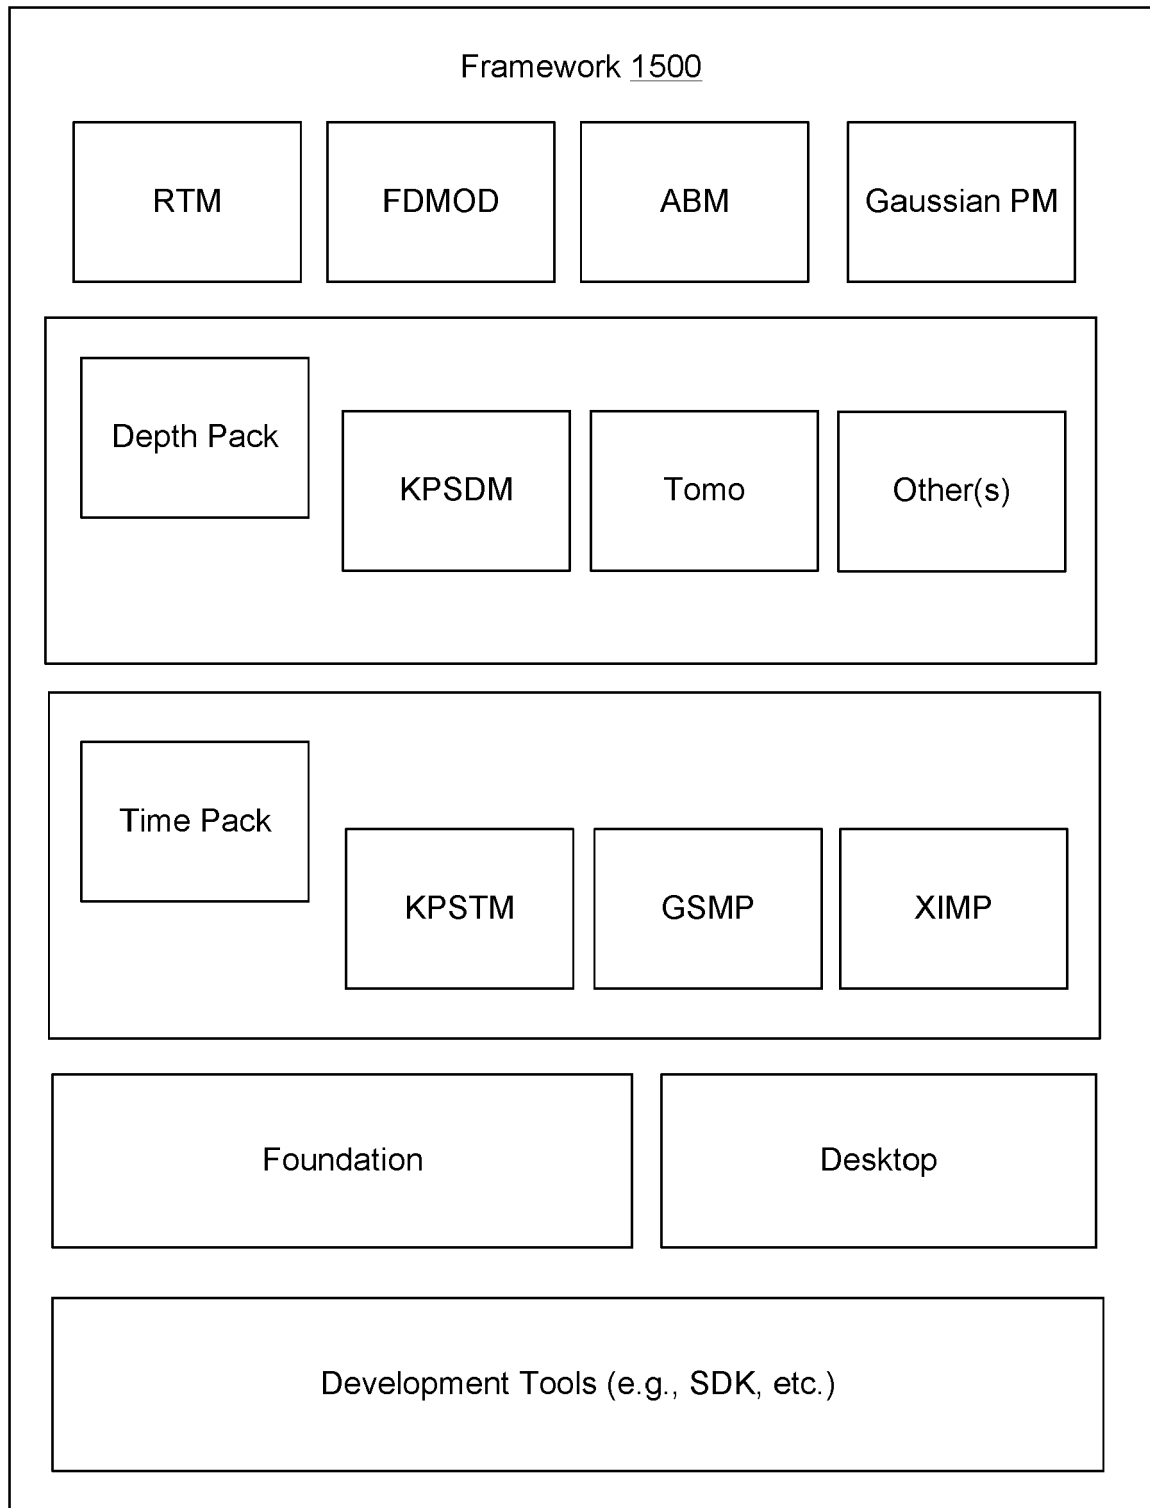 Framework 1500
RTM
FDMOD
ABM
Gaussian PM
Depth Pack
KPSDM
Tomo
Other(s)
Time Pack
KPSTM
GSMP
XIMP
Foundation
Desktop
Development Tools (e.g., SDK, etc.)